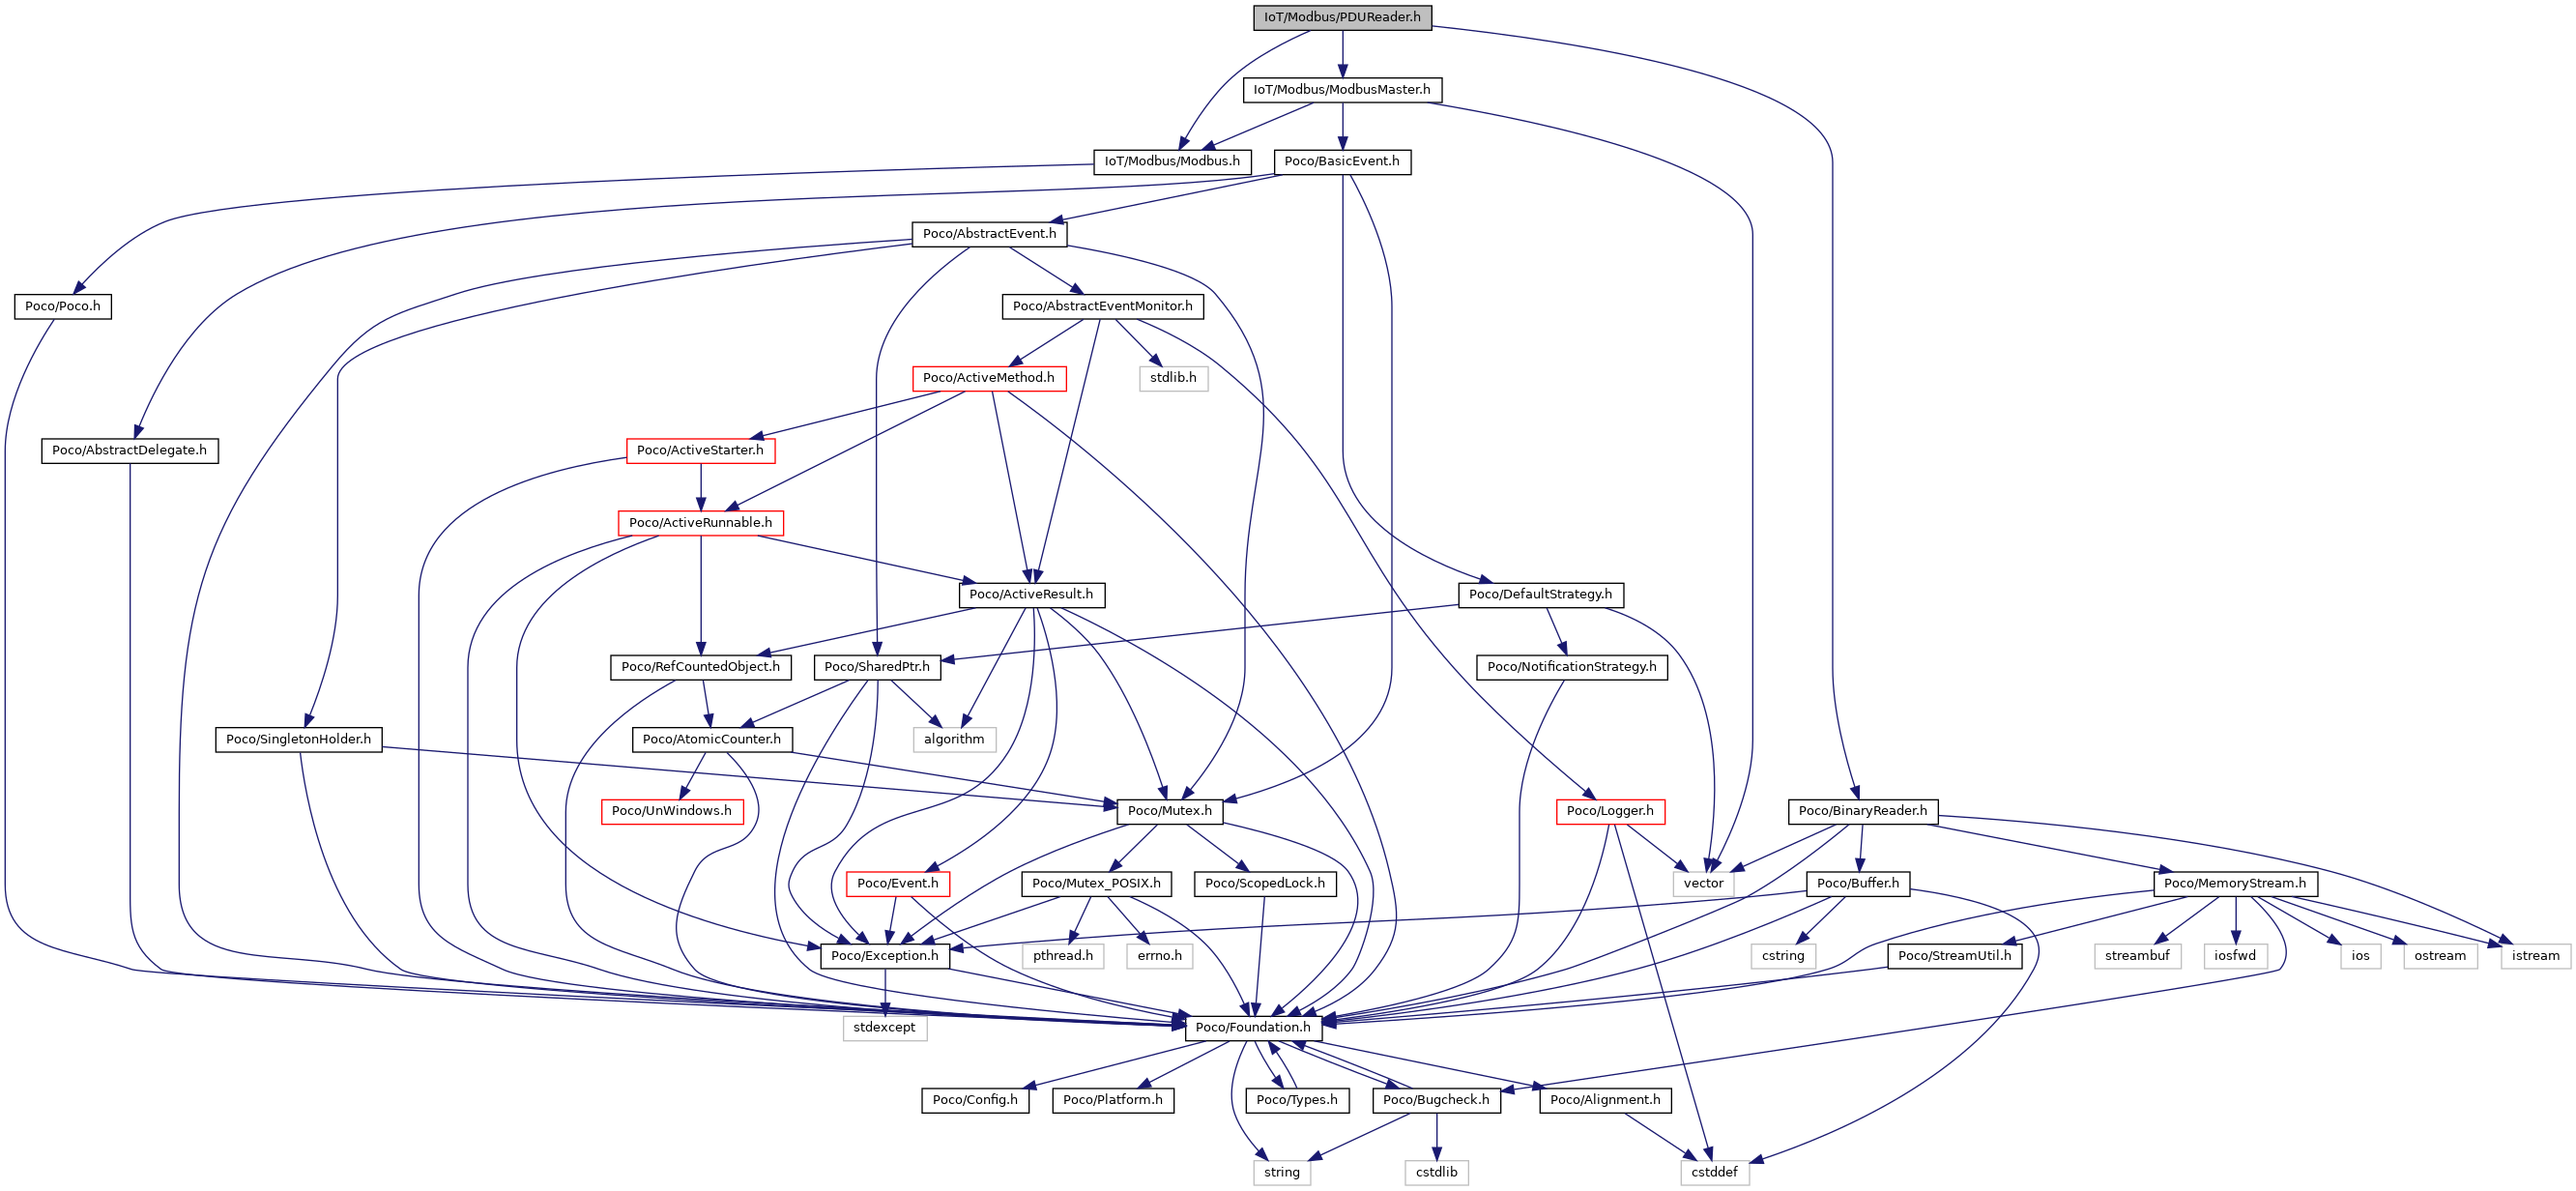 IoT/Modbus/PDUReader.h
IoT/Modbus/ModbusMaster.h
IoT/Modbus/Modbus.h
Poco/BasicEvent.h
Poco/AbstractEvent.h
Poco/Poco.h
Poco/AbstractEventMonitor.h
Poco/ActiveMethod.h
stdlib.h
Poco/AbstractDelegate.h
Poco/ActiveStarter.h
Poco/ActiveRunnable.h
Poco/ActiveResult.h
Poco/DefaultStrategy.h
Poco/RefCountedObject.h
Poco/SharedPtr.h
Poco/NotificationStrategy.h
Poco/SingletonHolder.h
Poco/AtomicCounter.h
algorithm
Poco/UnWindows.h
Poco/Mutex.h
Poco/Logger.h
Poco/BinaryReader.h
Poco/Event.h
Poco/Mutex_POSIX.h
Poco/ScopedLock.h
vector
Poco/Buffer.h
Poco/MemoryStream.h
Poco/Exception.h
pthread.h
errno.h
cstring
Poco/StreamUtil.h
streambuf
iosfwd
ios
ostream
istream
stdexcept
Poco/Foundation.h
Poco/Config.h
Poco/Platform.h
Poco/Types.h
Poco/Bugcheck.h
Poco/Alignment.h
string
cstdlib
cstddef